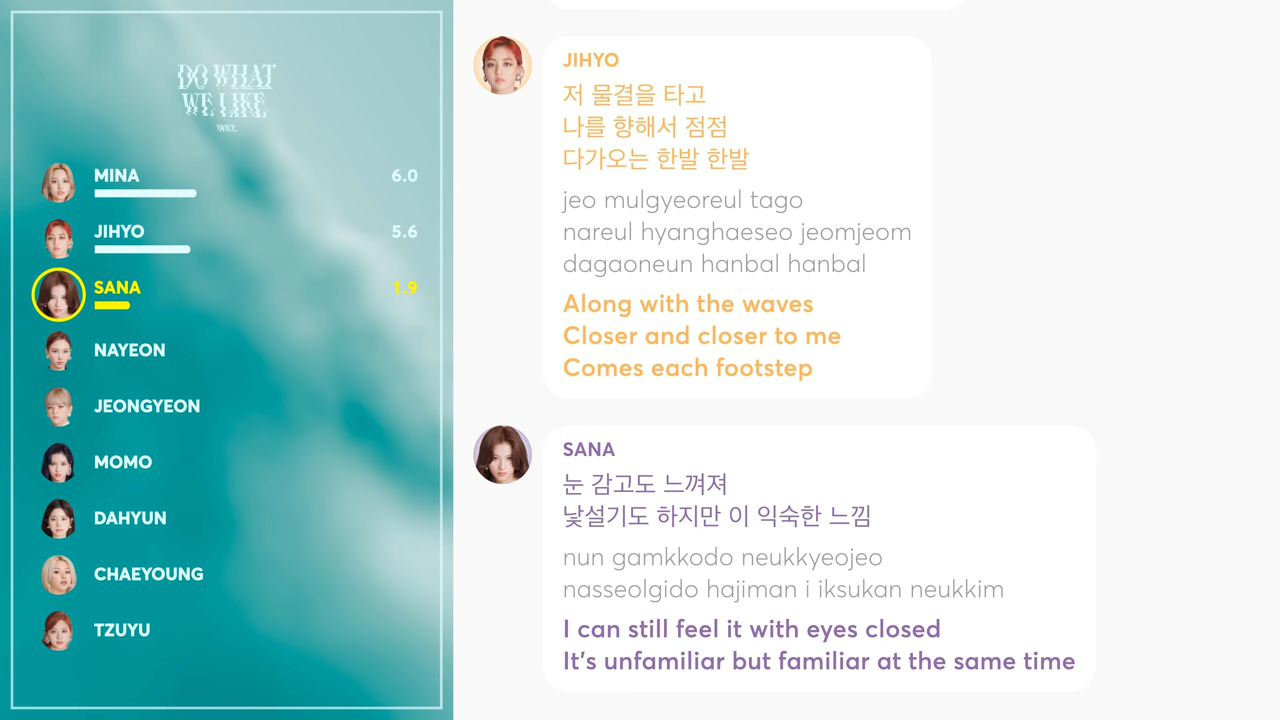 DO WHAT
WE LIKE
TWICE
MINA
6.0
JIHYO
5.6
SANA
1.9
NAYEON
JEONGYEON
MOMO
DAHYUN
CHAEYOUNG
TZUYU
JIHYO
저 물결을 타고
나를 향해서 점점
다가오는 한발 한발
jeo mulgyeoreul tago
nareul hyanghaeseo jeomjeom
dagaoneun hanbal hanbal
Along with the waves
Closer and closer to me
Comes each footstep
SANA
눈 감고도 느껴져
낯설기도 하지만 이 익숙한 느낌
nun gamkkodo neukkyeojeo
nasseolgido hajiman i iksukan neukkim
I can still feel it with eyes closed
It's unfamiliar but familiar at the same time